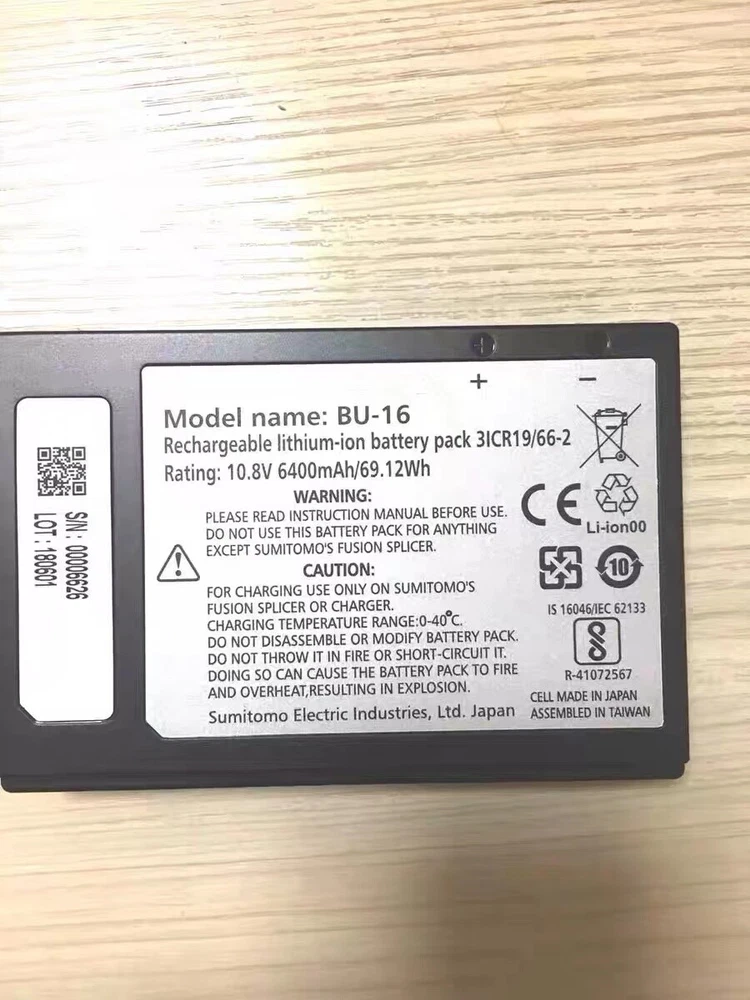 + −
Model name: BU-16
Rechargeable lithium-ion battery pack 3ICR19/66-2
Rating: 10.8V 6400mAh/69.12Wh
WARNING:
PLEASE READ INSTRUCTION MANUAL BEFORE USE.
DO NOT USE THIS BATTERY PACK FOR ANYTHING
EXCEPT SUMITOMO'S FUSION SPLICER.
CAUTION:
FOR CHARGING USE ONLY ON SUMITOMO'S
FUSION SPLICER OR CHARGER.
CHARGING TEMPERATURE RANGE:0-40°C.
DO NOT DISASSEMBLE OR MODIFY BATTERY PACK.
DO NOT THROW IT IN FIRE OR SHORT-CIRCUIT IT.
DOING SO CAN CAUSE THE BATTERY PACK TO FIRE
AND OVERHEAT,RESULTING IN EXPLOSION.
Sumitomo Electric Industries, Ltd. Japan
CE
Li-ion00
10
IS 16046/IEC 62133
R-41072567
CELL MADE IN JAPAN
ASSEMBLED IN TAIWAN
S/N : 00006626
LOT : 180601